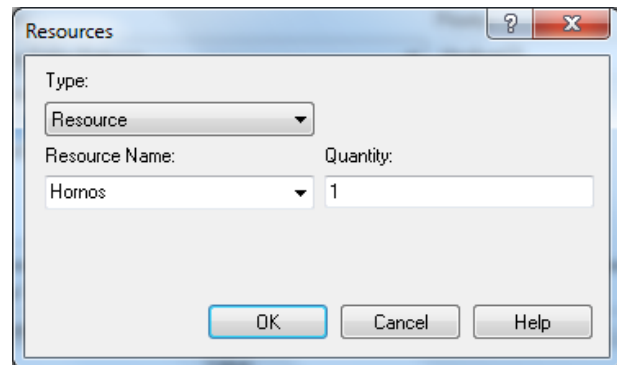 Resources
Type:
Resource
Resource Name: Quantity:
Hornos 1
OK Cancel Help